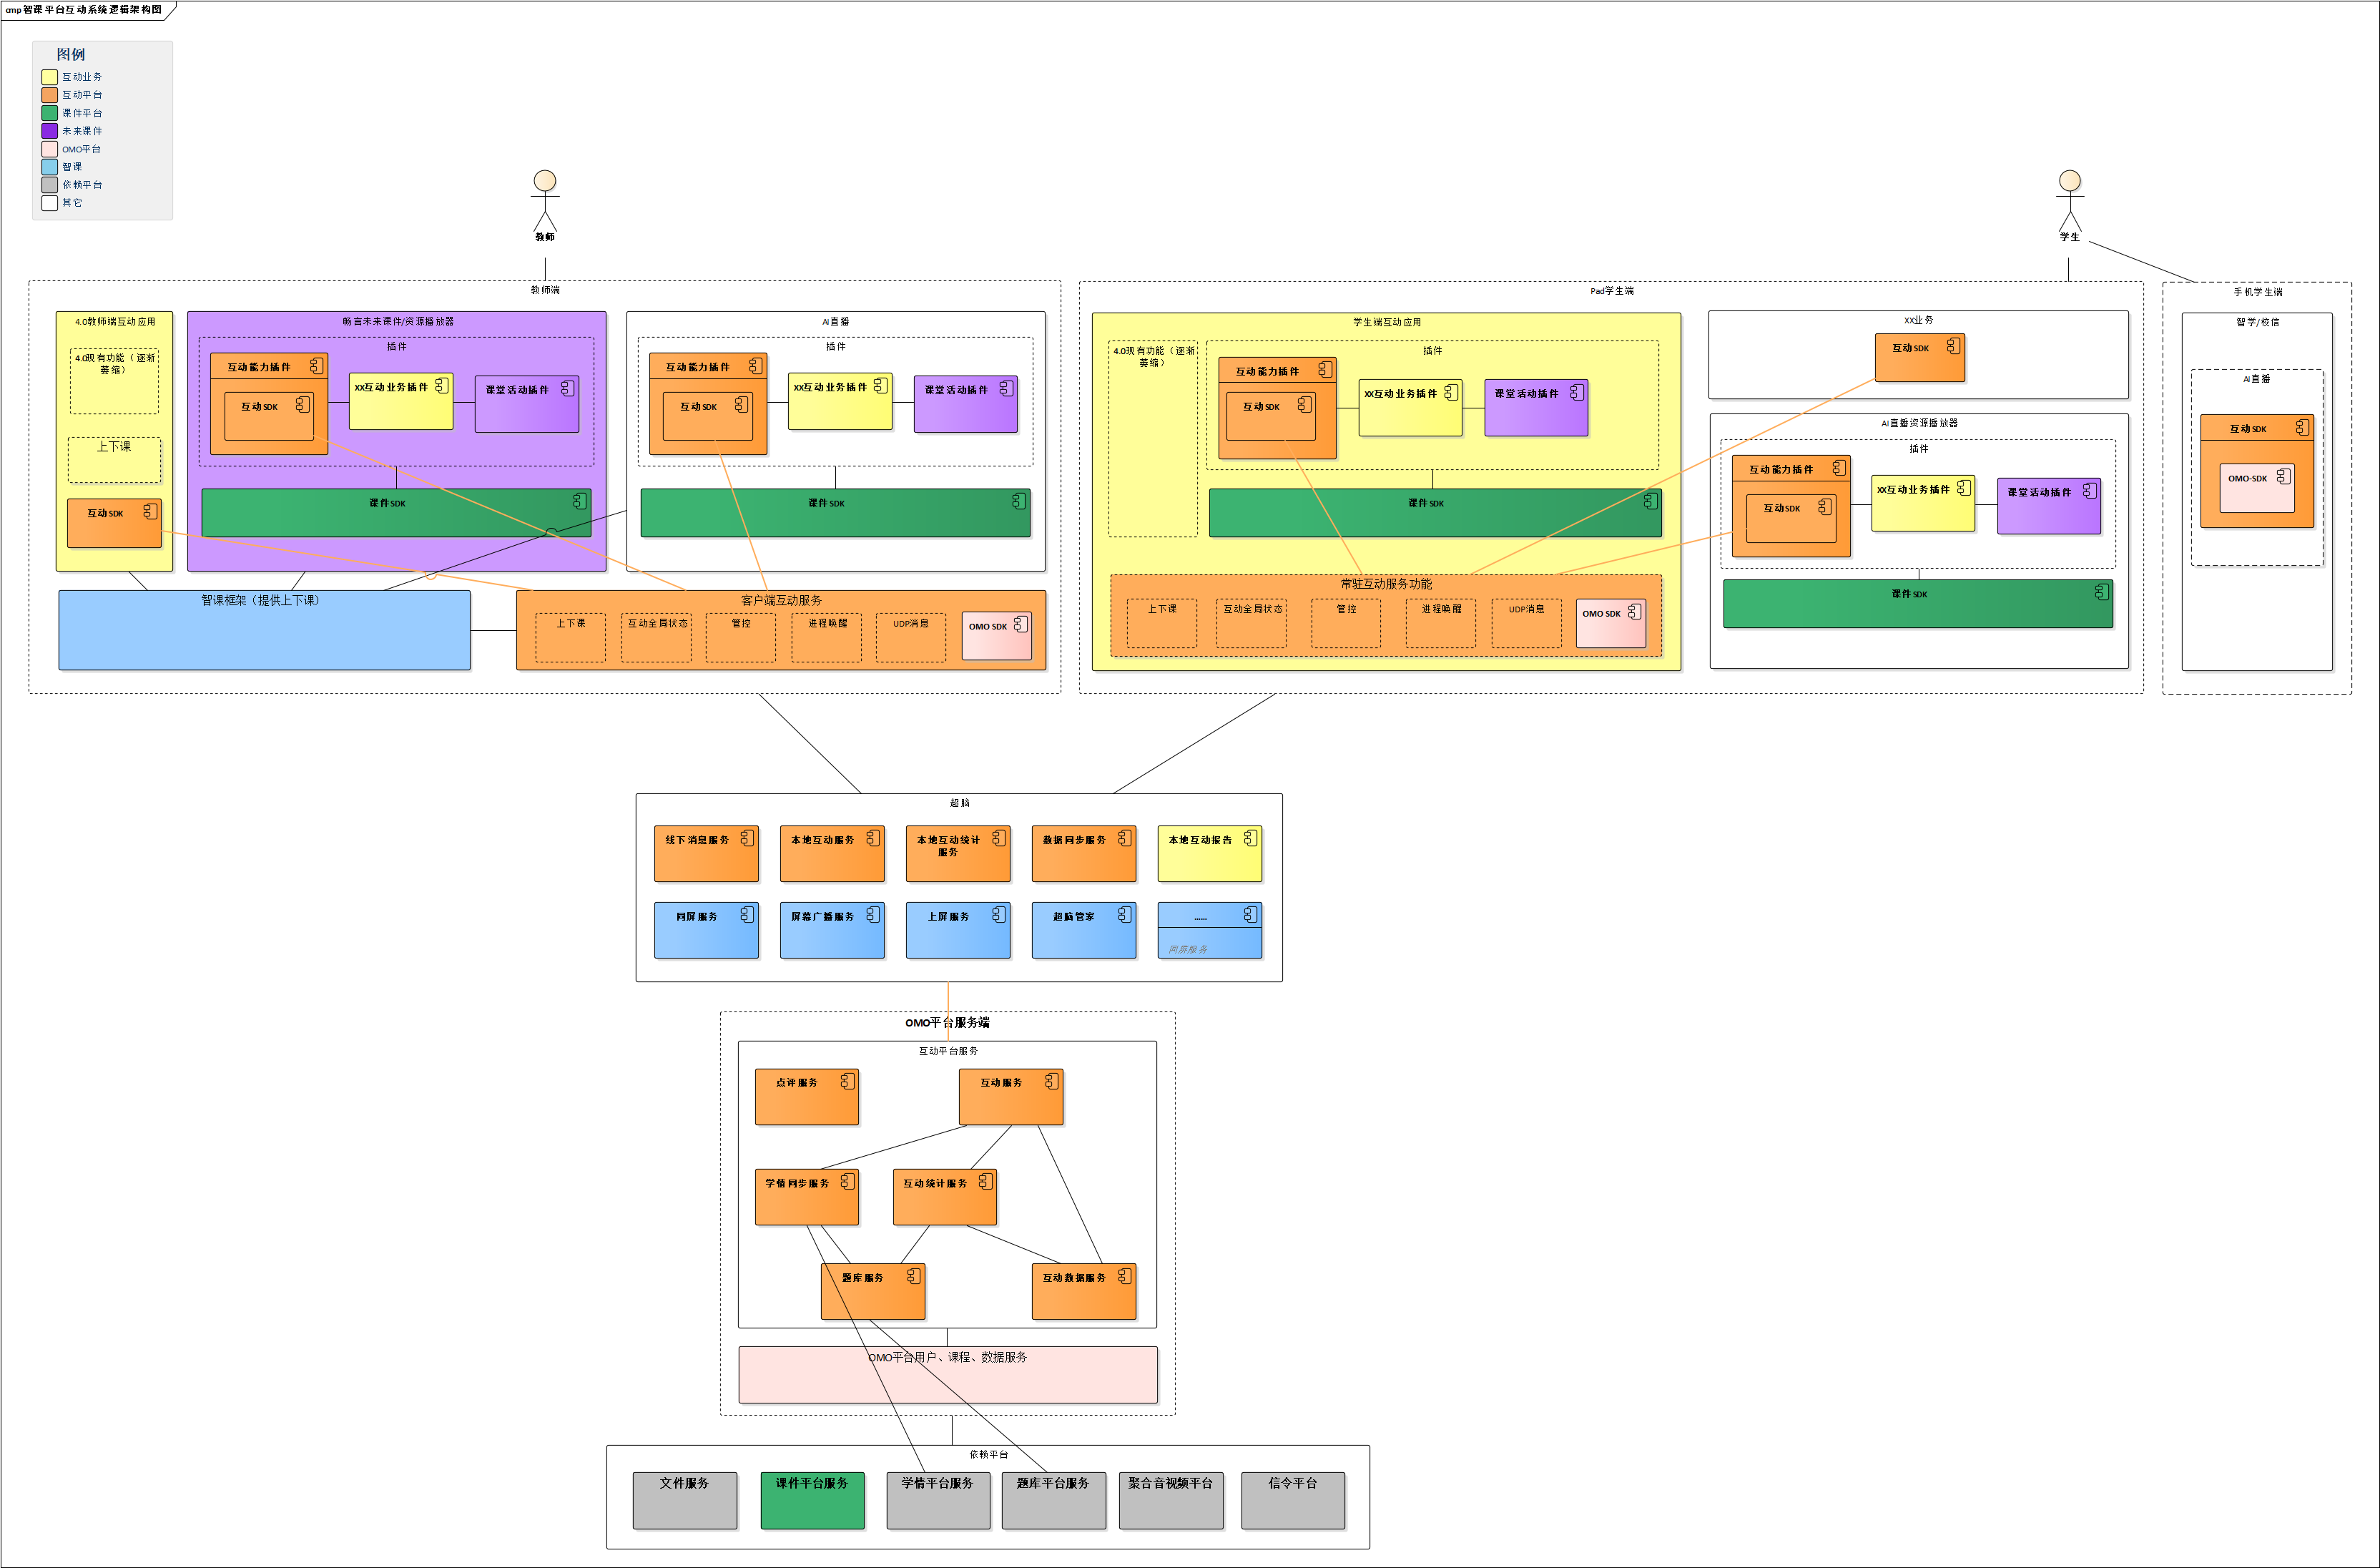 cmp 智课平台互动系统逻辑架构图
图例
互动业务
互动平台
课件平台
未来课件
OMO平台
智课
依赖平台
其它
教师
学生
教师端
4.0教师端互动应用
4.0现有功能（逐渐
萎缩）
上下课
互动SDK
畅言未来课件/资源播放器
插件
互动能力插件
互动SDK
XX互动业务插件
课堂活动插件
课件SDK
AI直播
插件
互动能力插件
互动SDK
XX互动业务插件
课堂活动插件
课件SDK
智课框架（提供上下课）
客户端互动服务
上下课
互动全局状态
管控
进程唤醒
UDP消息
OMO SDK
Pad学生端
学生端互动应用
4.0现有功能（逐渐
萎缩）
插件
互动能力插件
互动SDK
XX互动业务插件
课堂活动插件
课件SDK
常驻互动服务功能
上下课
互动全局状态
管控
进程唤醒
UDP消息
OMO SDK
XX业务
互动SDK
AI直播资源播放器
插件
互动能力插件
互动SDK
XX互动业务插件
课堂活动插件
课件SDK
手机学生端
智学/校信
AI直播
互动SDK
OMO-SDK
超脑
线下消息服务
本地互动服务
本地互动统计
服务
数据同步服务
本地互动报告
同屏服务
屏幕广播服务
上屏服务
超脑管家
......
同屏服务
OMO平台服务端
互动平台服务
点评服务
互动服务
学情同步服务
互动统计服务
题库服务
互动数据服务
OMO平台用户、课程、数据服务
依赖平台
文件服务
课件平台服务
学情平台服务
题库平台服务
聚合音视频平台
信令平台